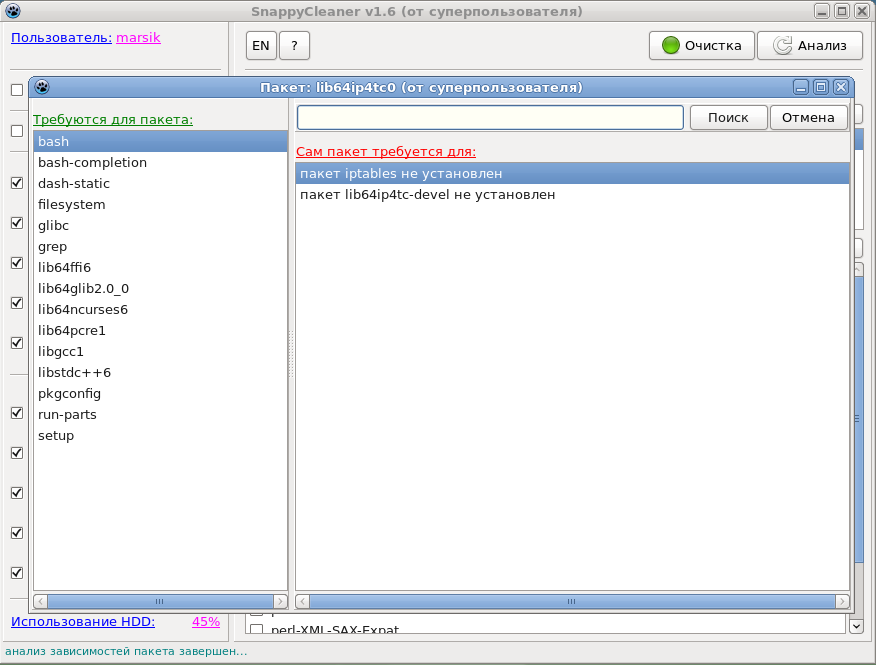 SnappyCleaner v1.6 (от суперпользователя)
Пользователь: marsik
EN
?
Очистка
Анализ
Пакет: lib64ip4tc0 (от суперпользователя)
Требуются для пакета:
bash
bash-completion
dash-static
filesystem
glibc
grep
lib64ffi6
lib64glib2.0_0
lib64ncurses6
lib64pcre1
libgcc1
libstdc++6
pkgconfig
run-parts
setup
Поиск
Отмена
Сам пакет требуется для:
пакет iptables не установлен
пакет lib64ip4tc-devel не установлен
Использование HDD: 45%
perl-XML-SAX-Expat
анализ зависимостей пакета завершен...